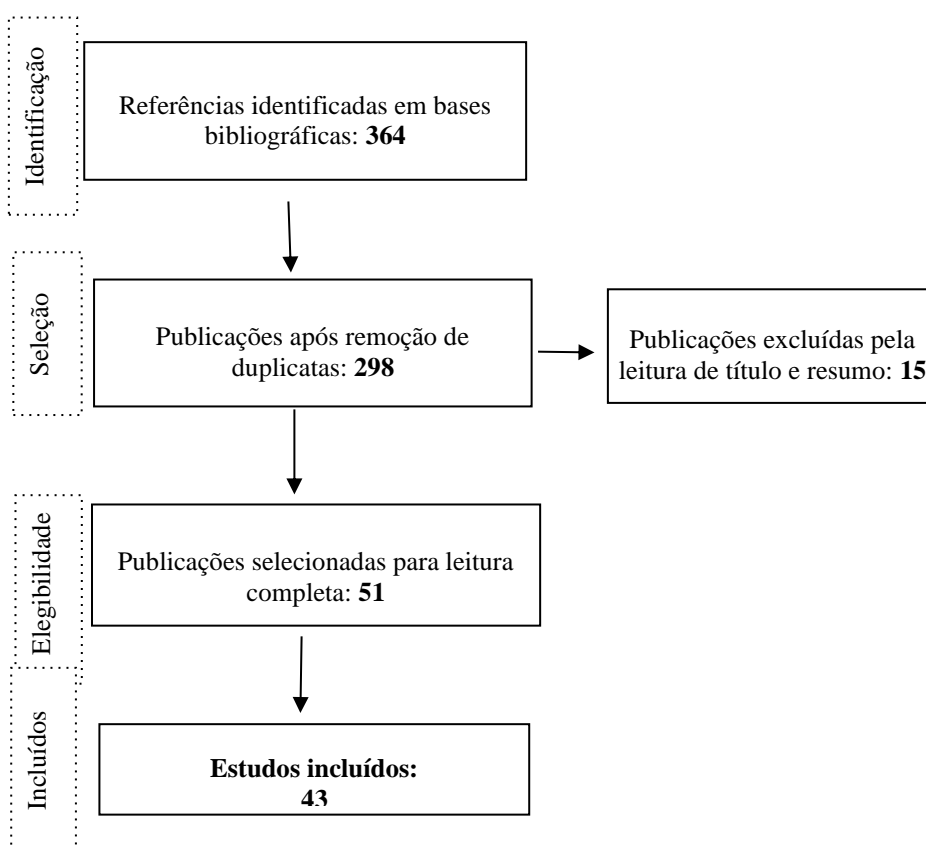 Identificação
Referências identificadas em bases
bibliográficas: 364
Seleção
Publicações após remoção de
duplicatas: 298
Publicações excluídas pela
leitura de título e resumo: 15
Elegibilidade
Publicações selecionadas para leitura
completa: 51
Incluídos
Estudos incluídos:
43